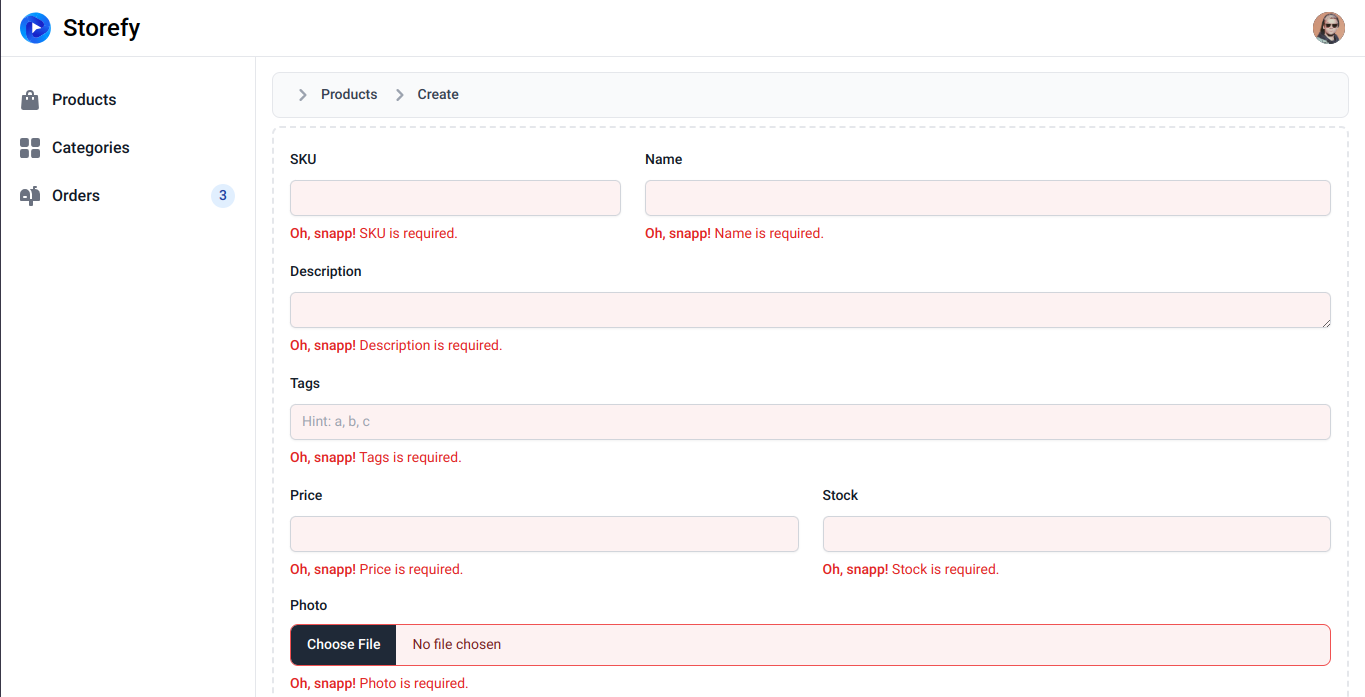 Storefy
Products
Categories
Orders 3
Products Create
SKU Name
Oh, snapp! SKU is required. Oh, snapp! Name is required.
Description
Oh, snapp! Description is required.
Tags
Hint: a, b, c
Oh, snapp! Tags is required.
Price Stock
Oh, snapp! Price is required. Oh, snapp! Stock is required.
Photo
Choose File No file chosen
Oh, snapp! Photo is required.